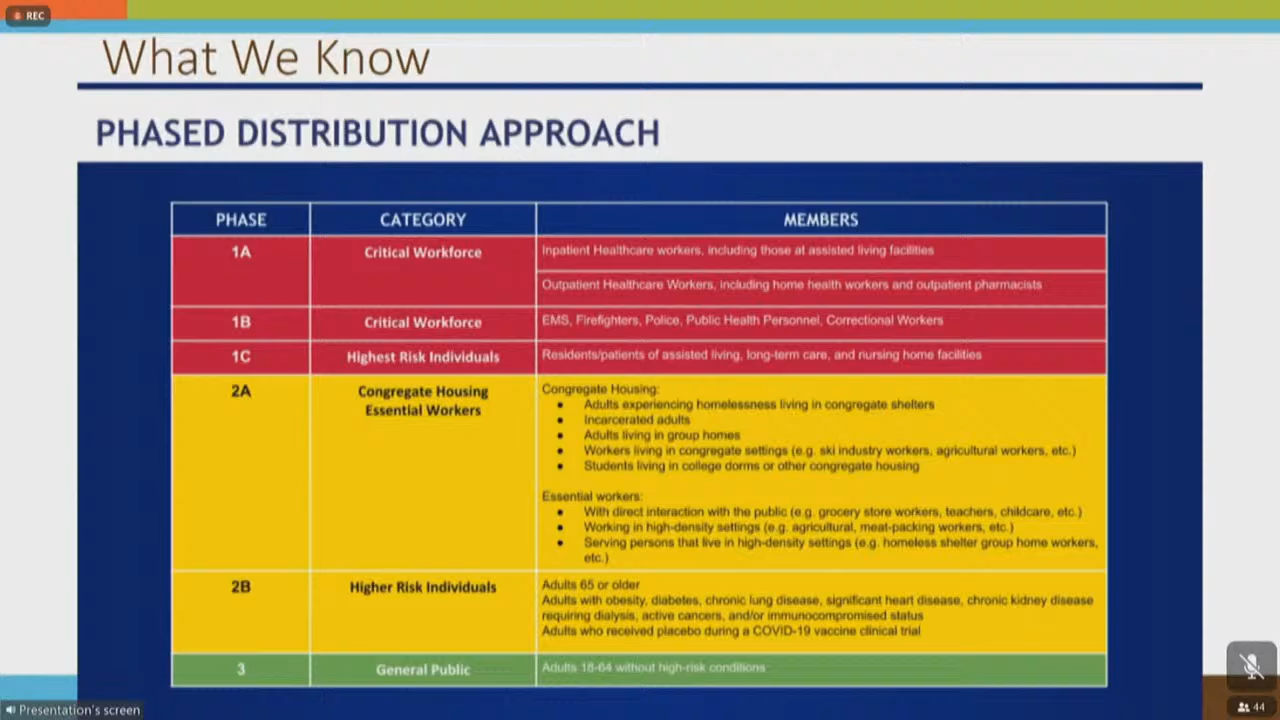 REC
What We Know
PHASED DISTRIBUTION APPROACH
PHASE CATEGORY MEMBERS
1A Critical Workforce Inpatient Healthcare workers, including those at assisted living facilities
Outpatient Healthcare Workers, including home health workers and outpatient pharmacists
1B Critical Workforce EMS, Firefighters, Police, Public Health Personnel, Correctional Workers
1C Highest Risk Individuals Residents/patients of assisted living, long-term care, and nursing home facilities
2A Congregate Housing Congregate Housing:
Essential Workers • Adults experiencing homelessness living in congregate shelters
• Incarcerated adults
• Adults living in group homes
• Workers living in congregate settings (e.g. ski industry workers, agricultural workers, etc.)
• Students living in college dorms or other congregate housing
Essential workers:
• With direct interaction with the public (e.g. grocery store workers, teachers, childcare, etc.)
• Working in high-density settings (e.g. agricultural, meat-packing workers, etc.)
• Serving persons that live in high-density settings (e.g. homeless shelter group home workers,
etc.)
2B Higher Risk Individuals Adults 65 or older
Adults with obesity, diabetes, chronic lung disease, significant heart disease, chronic kidney disease
requiring dialysis, active cancers, and/or immunocompromised status
Adults who received placebo during a COVID-19 vaccine clinical trial
3 General Public Adults 18-64 without high-risk conditions
Presentation's screen
44